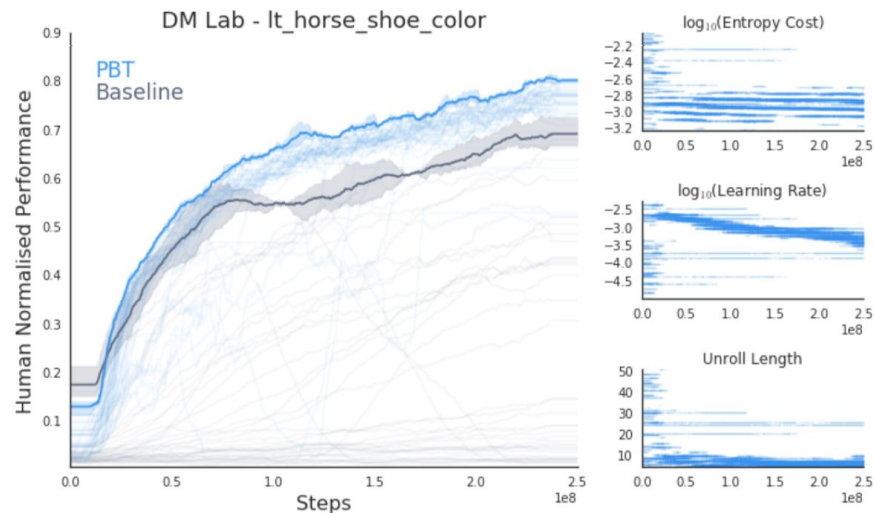 DM Lab - lt_horse_shoe_color
Human Normalised Performance
PBT
Baseline
0.9
0.8
0.7
0.6
0.5
0.4
0.3
0.2
0.1
0.0 0.5 1.0 1.5 2.0 2.5
1e8
Steps
log₁₀(Entropy Cost)
−2.2
−2.4
−2.6
−2.8
−3.0
−3.2
0.0 0.5 1.0 1.5 2.0 2.5
1e8
log₁₀(Learning Rate)
−2.5
−3.0
−3.5
−4.0
−4.5
0.0 0.5 1.0 1.5 2.0 2.5
1e8
Unroll Length
50
40
30
20
10
0.0 0.5 1.0 1.5 2.0 2.5
1e8